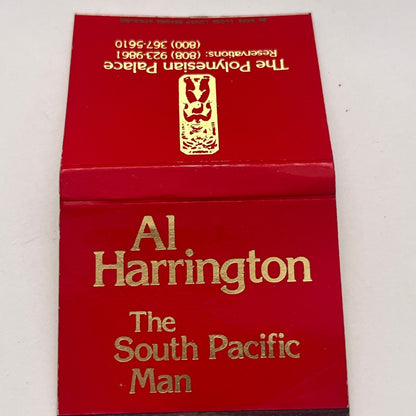 Al
Harrington
The
South Pacific
Man
The Polynesian Palace
Reservations:
(808) 923-9861
(800) 367-5610